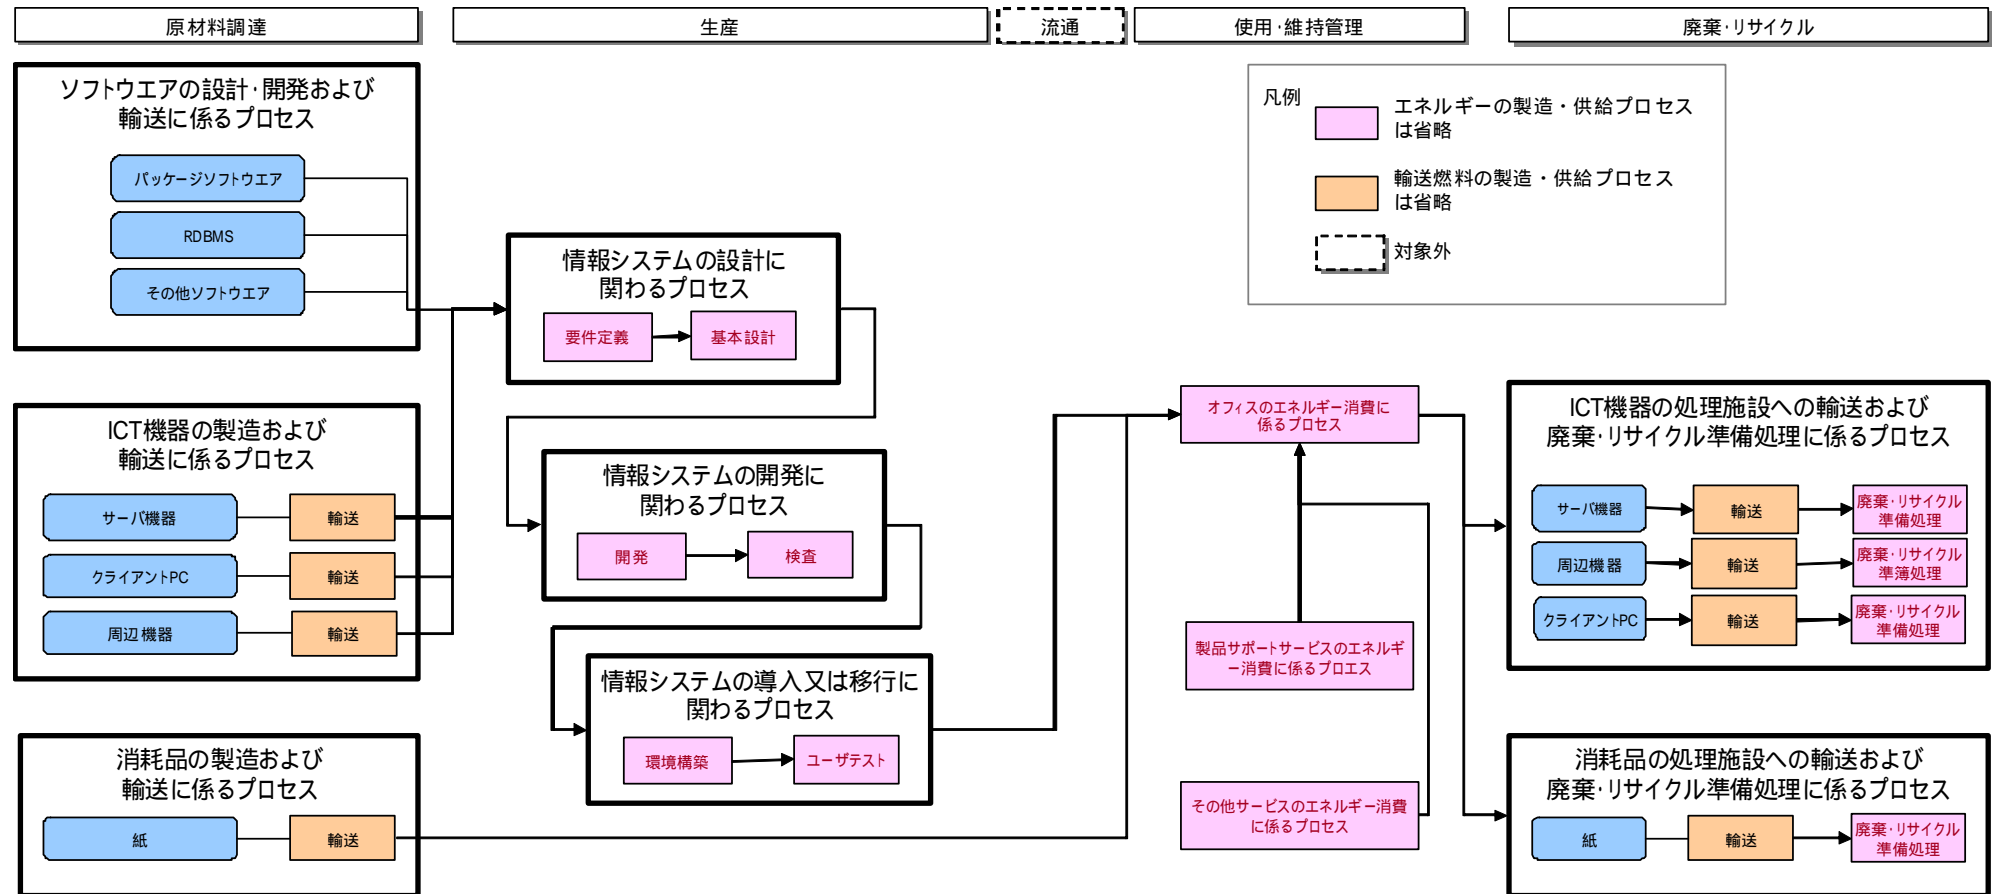 原材料調達
生産
流通
使用・維持管理
廃棄・リサイクル
ソフトウエアの設計・開発および
輸送に係るプロセス
パッケージソフトウエア
RDBMS
その他ソフトウエア
ICT機器の製造および
輸送に係るプロセス
サーバ機器
輸送
クライアントPC
輸送
周辺機器
輸送
消耗品の製造および
輸送に係るプロセス
紙
輸送
情報システムの設計に
関わるプロセス
要件定義
基本設計
情報システムの開発に
関わるプロセス
開発
検査
情報システムの導入又は移行に
関わるプロセス
環境構築
ユーザテスト
凡例
エネルギーの製造・供給プロセス
は省略
輸送燃料の製造・供給プロセス
は省略
対象外
オフィスのエネルギー消費に
係るプロセス
製品サポートサービスのエネルギ
ー消費に係るプロエス
その他サービスのエネルギー消費
に係るプロセス
ICT機器の処理施設への輸送および
廃棄・リサイクル準備処理に係るプロセス
サーバ機器
輸送
廃棄・リサイクル
準備処理
周辺機器
輸送
廃棄・リサイクル
準簿処理
クライアントPC
輸送
廃棄・リサイクル
準備処理
消耗品の処理施設への輸送および
廃棄・リサイクル準備処理に係るプロセス
紙
輸送
廃棄・リサイクル
準備処理